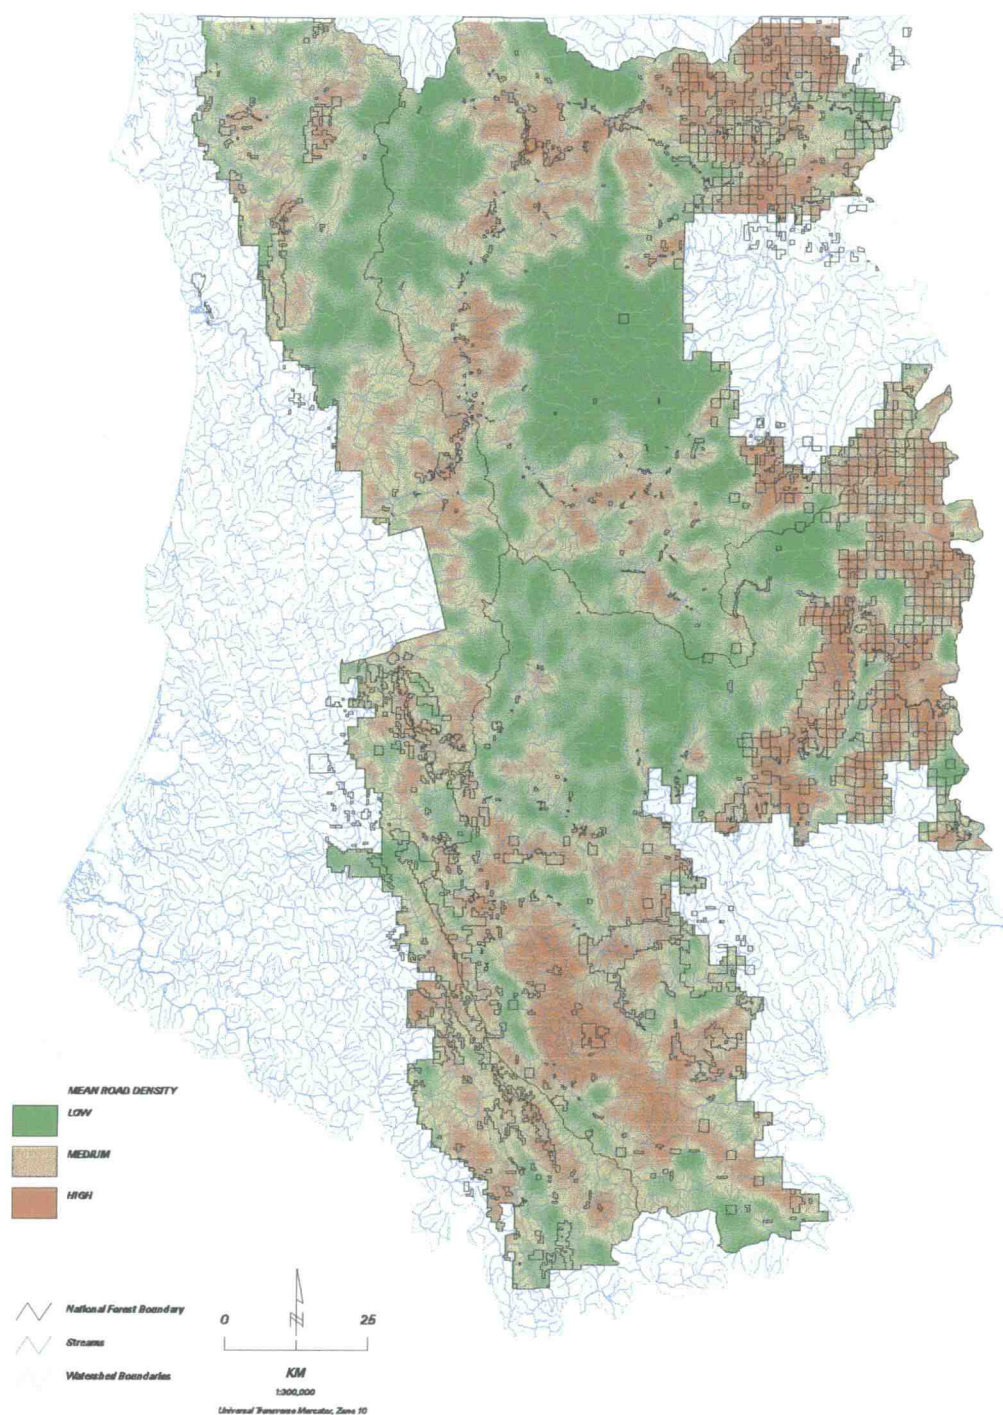 MEAN ROAD DENSITY
LOW
MEDIUM
HIGH
National Forest Boundary
Streams
Watershed Boundaries
0 25
N
KM
1:300,000
Universal Transverse Mercator, Zone 10